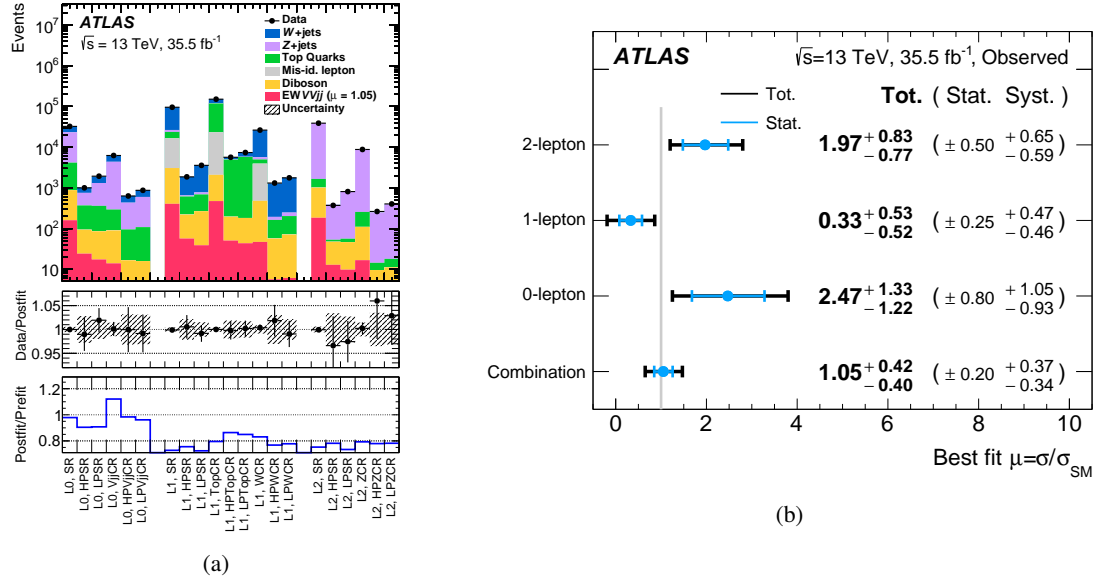 Events
10⁷
10⁶
10⁵
10⁴
10³
10²
10
ATLAS
√s = 13 TeV, 35.5 fb⁻¹
Data
W+jets
Z+jets
Top Quarks
Mis-id. lepton
Diboson
EW VVjj (μ = 1.05)
Uncertainty
Data/Postfit
1.05
1
0.95
Postfit/Prefit
1.2
1
0.8
L0, SR
L0, HPSR
L0, LPSR
L0, VjjCR
L0, HPVjjCR
L0, LPVjjCR
L1, SR
L1, HPSR
L1, LPSR
L1, TopCR
L1, HPTopCR
L1, LPTopCR
L1, WCR
L1, HPWCR
L1, LPWCR
L2, SR
L2, HPSR
L2, LPSR
L2, ZCR
L2, HPZCR
L2, LPZCR
(a)
ATLAS
√s=13 TeV, 35.5 fb⁻¹, Observed
Tot.
Stat.
Tot. ( Stat. Syst. )
2-lepton 1.97 + 0.83 − 0.77 ( ± 0.50 + 0.65 − 0.59 )
1-lepton 0.33 + 0.53 − 0.52 ( ± 0.25 + 0.47 − 0.46 )
0-lepton 2.47 + 1.33 − 1.22 ( ± 0.80 + 1.05 − 0.93 )
Combination 1.05 + 0.42 − 0.40 ( ± 0.20 + 0.37 − 0.34 )
0 2 4 6 8 10
Best fit μ=σ/σSM
(b)